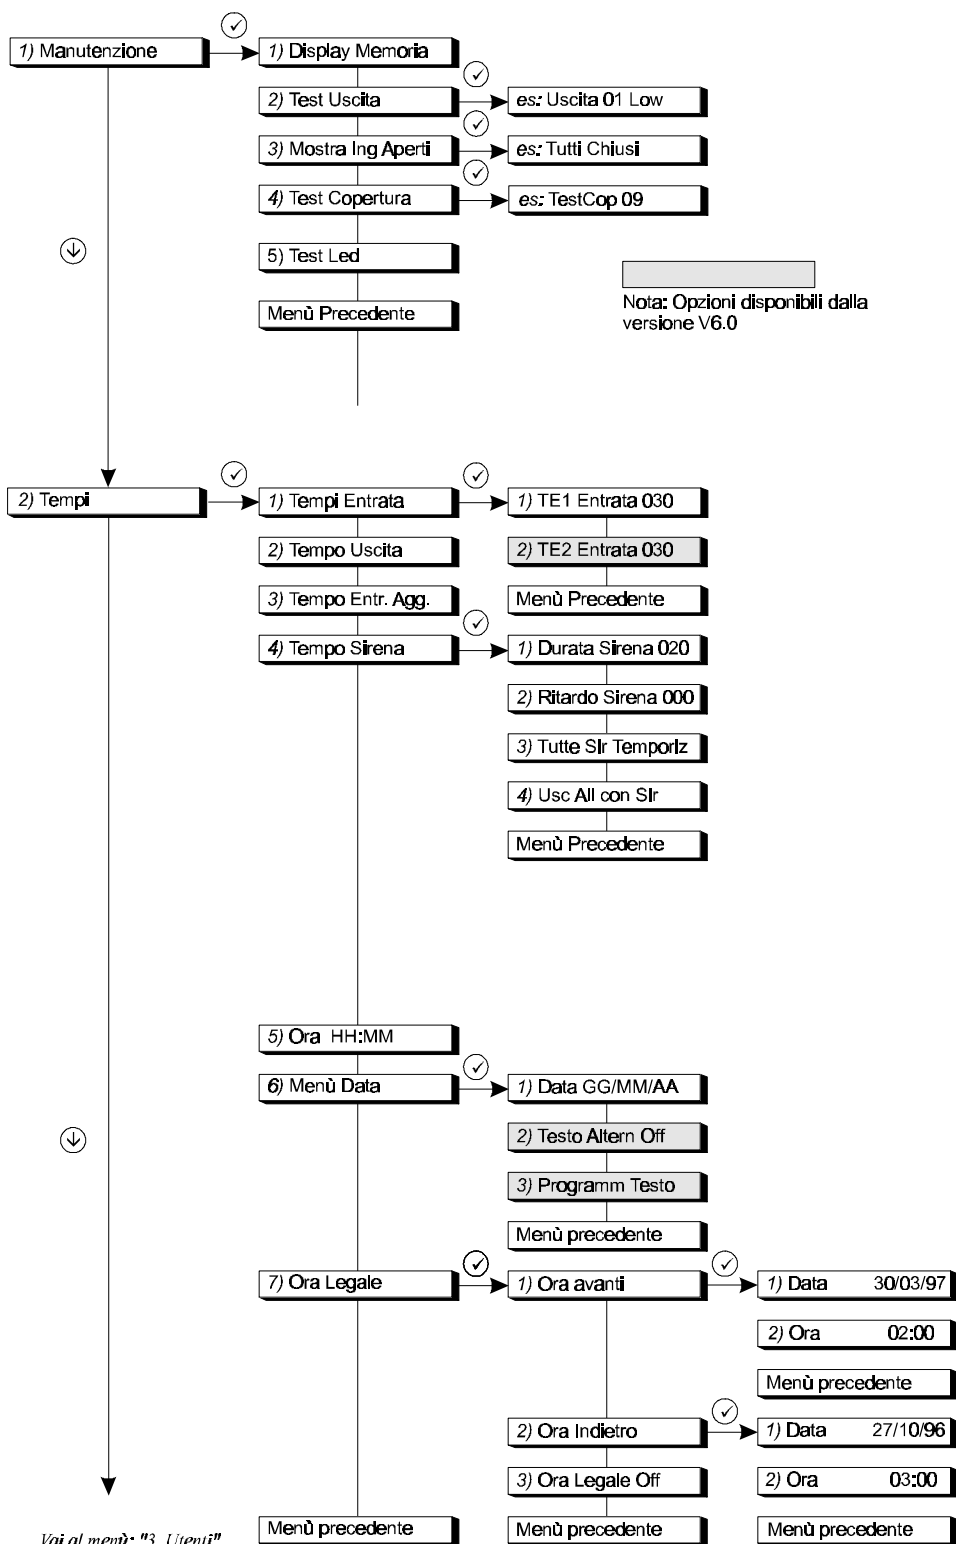 1) Manutenzione
1) Display Memoria
2) Test Uscita
es: Uscita 01 Low
3) Mostra Ing Aperti
es: Tutti Chiusi
4) Test Copertura
es: TestCop 09
5) Test Led
Menù Precedente
Nota: Opzioni disponibili dalla
versione V6.0
2) Tempi
1) Tempi Entrata
1) TE1 Entrata 030
2) Tempo Uscita
2) TE2 Entrata 030
3) Tempo Entr. Agg.
Menù Precedente
4) Tempo Sirena
1) Durata Sirena 020
2) Ritardo Sirena 000
3) Tutte SIr TemporIz
4) Usc All con SIr
Menù Precedente
5) Ora HH:MM
6) Menù Data
1) Data GG/MM/AA
2) Testo Altern Off
3) Programm Testo
Menù precedente
7) Ora Legale
1) Ora avanti
1) Data 30/03/97
2) Ora 02:00
Menù precedente
2) Ora Indietro
1) Data 27/10/96
3) Ora Legale Off
2) Ora 03:00
Menù precedente
Menù precedente
Menù precedente
Vai al menù: "3. Utenti"